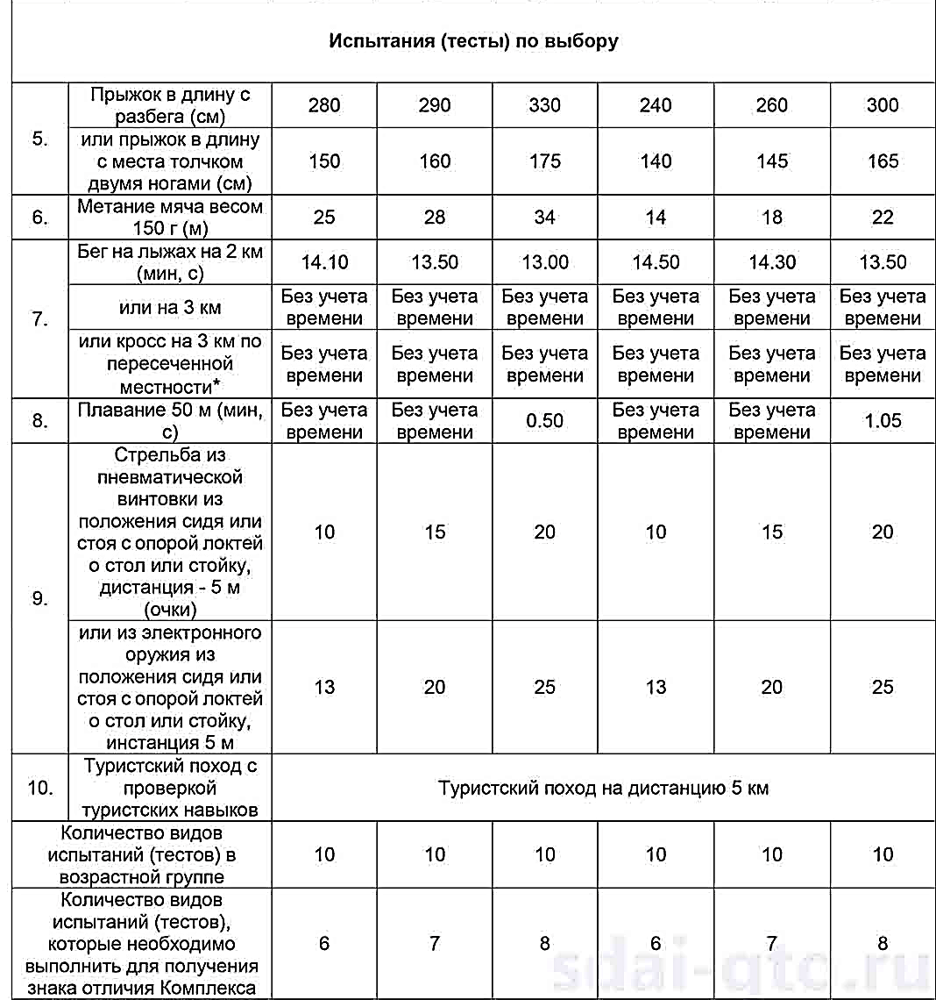 Испытания (тесты) по выбору
5.
Прыжок в длину с
разбега (см)
280 290 330 240 260 300
или прыжок в длину
с места толчком
двумя ногами (см)
150 160 175 140 145 165
6.
Метание мяча весом
150 г (м)
25 28 34 14 18 22
7.
Бег на лыжах на 2 км
(мин, с)
14.10 13.50 13.00 14.50 14.30 13.50
или на 3 км
Без учета Без учета Без учета Без учета Без учета Без учета
времени времени времени времени времени времени
или кросс на 3 км по
пересеченной
местности*
Без учета Без учета Без учета Без учета Без учета Без учета
времени времени времени времени времени времени
8.
Плавание 50 м (мин,
с)
Без учета Без учета 0.50 Без учета Без учета 1.05
времени времени времени времени
9.
Стрельба из
пневматической
винтовки из
положения сидя или
стоя с опорой локтей
о стол или стойку,
дистанция - 5 м
(очки)
10 15 20 10 15 20
или из электронного
оружия из
положения сидя или
стоя с опорой локтей
о стол или стойку,
инстанция 5 м
13 20 25 13 20 25
10.
Туристский поход с
проверкой
туристских навыков
Туристский поход на дистанцию 5 км
Количество видов
испытаний (тестов) в
возрастной группе
10 10 10 10 10 10
Количество видов
испытаний (тестов),
которые необходимо
выполнить для получения
знака отличия Комплекса
6 7 8 6 7 8
sdai-gto.ru